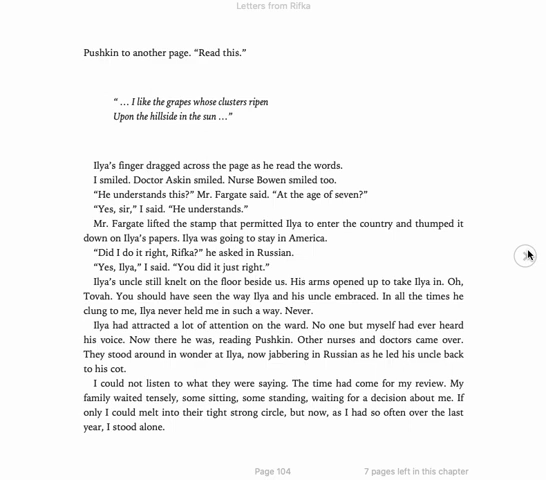 Letters from Rifka
Pushkin to another page. “Read this.”
“ … I like the grapes whose clusters ripen
Upon the hillside in the sun …”
Ilya’s finger dragged across the page as he read the words.
I smiled. Doctor Askin smiled. Nurse Bowen smiled too.
“He understands this?” Mr. Fargate said. “At the age of seven?”
“Yes, sir,” I said. “He understands.”
Mr. Fargate lifted the stamp that permitted Ilya to enter the country and thumped it
down on Ilya’s papers. Ilya was going to stay in America.
“Did I do it right, Rifka?” he asked in Russian.
“Yes, Ilya,” I said. “You did it just right.”
Ilya’s uncle still knelt on the floor beside us. His arms opened up to take Ilya in. Oh,
Tovah. You should have seen the way Ilya and his uncle embraced. In all the times he
clung to me, Ilya never held me in such a way. Never.
Ilya had attracted a lot of attention on the ward. No one but myself had ever heard
his voice. Now there he was, reading Pushkin. Other nurses and doctors came over.
They stood around in wonder at Ilya, now jabbering in Russian as he led his uncle back
to his cot.
I could not listen to what they were saying. The time had come for my review. My
family waited tensely, some sitting, some standing, waiting for a decision about me. If
only I could melt into their tight strong circle, but now, as I had so often over the last
year, I stood alone.
Page 104 7 pages left in this chapter